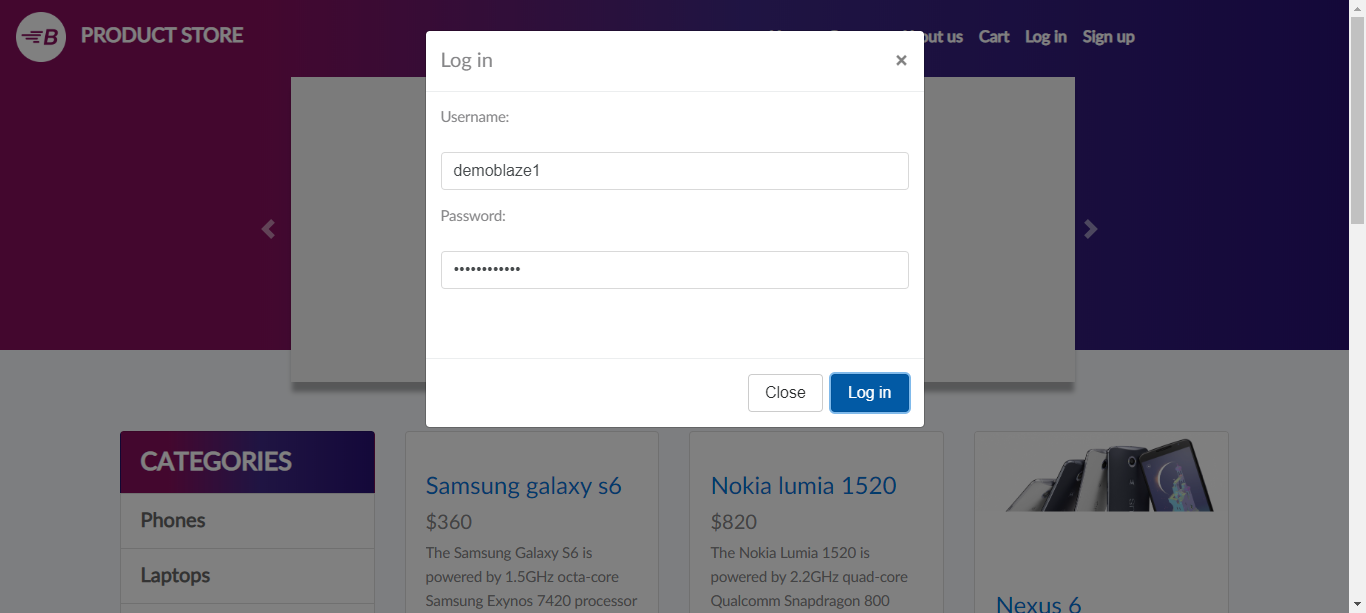 B PRODUCT STORE
out us Cart Log in Sign up
Log in ×
Username:
demoblaze1
Password:
••••••••••••
Close Log in
CATEGORIES
Phones
Laptops
Samsung galaxy s6
$360
The Samsung Galaxy S6 is
powered by 1.5GHz octa-core
Samsung Exynos 7420 processor
Nokia lumia 1520
$820
The Nokia Lumia 1520 is
powered by 2.2GHz quad-core
Qualcomm Snapdragon 800
Nexus 6